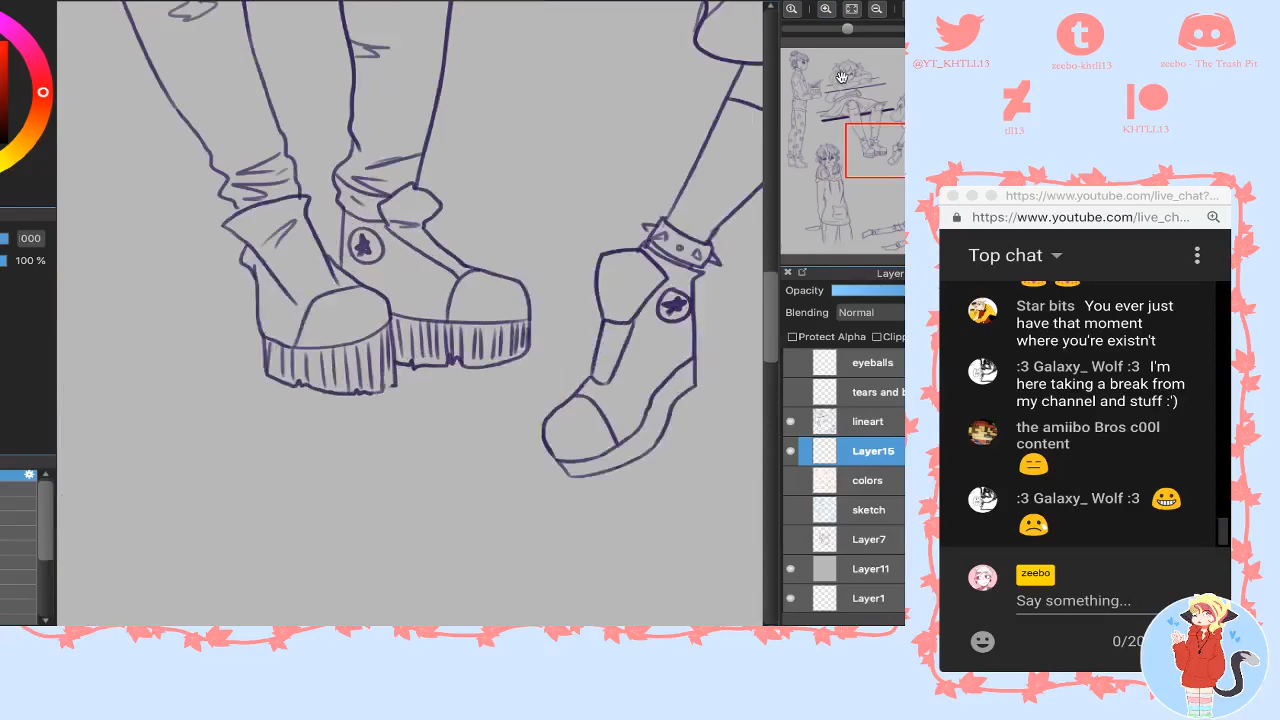 @YT_KHTLL13
zeebo-khtll13
zeebo - The Trash Pit
tll13
KHTLL13
https://www.youtube.com/live_chat?...
https://www.youtube.com/live_ch...
Top chat
Star bits You ever just
have that moment
where you're existn't
:3 Galaxy_ Wolf :3 I'm
here taking a break from
my channel and stuff :')
the amiibo Bros c00l
content
:3 Galaxy_ Wolf :3
zeebo
Say something...
0/20
000
100 %
Layer
Opacity
Blending Normal
Protect Alpha Clipp
eyeballs
tears and b
lineart
Layer15
colors
sketch
Layer7
Layer11
Layer1